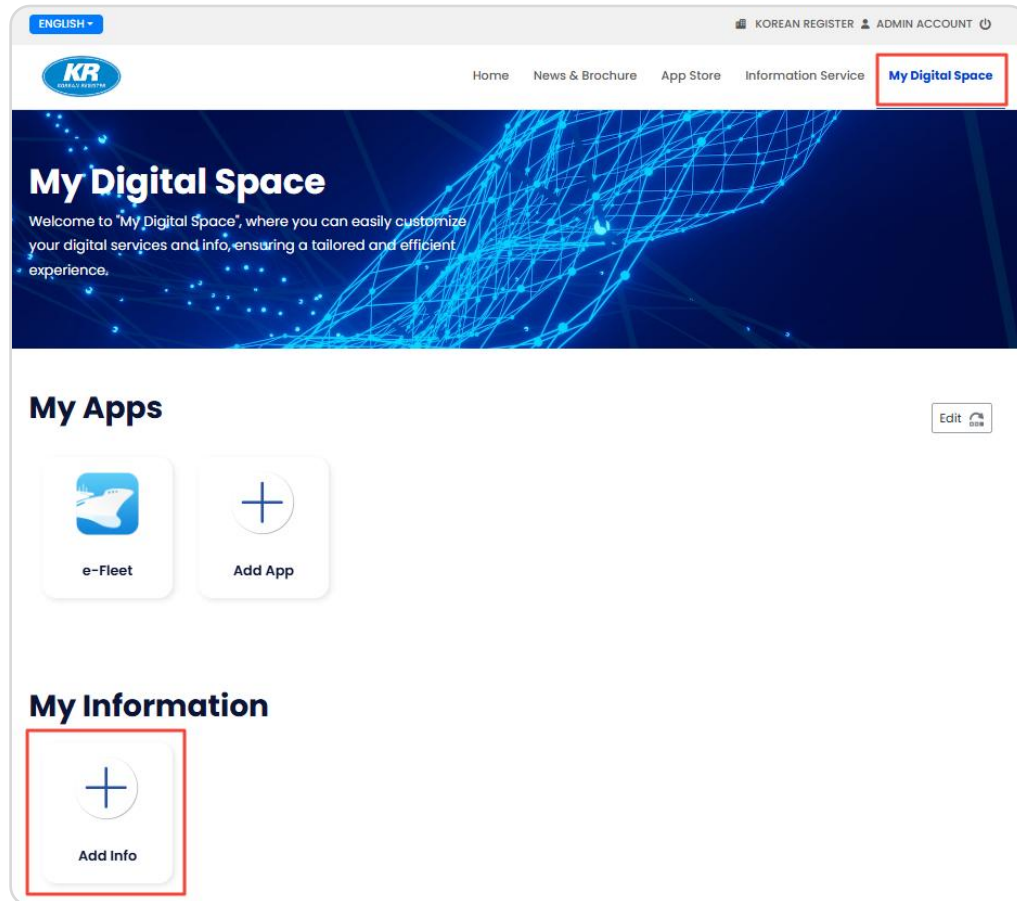 ENGLISH
KOREAN REGISTER ADMIN ACCOUNT
KR
KOREAN REGISTER
Home News & Brochure App Store Information Service My Digital Space
My Digital Space
Welcome to "My Digital Space", where you can easily customize
your digital services and info, ensuring a tailored and efficient
experience.
My Apps
Edit
e-Fleet Add App
My Information
Add Info